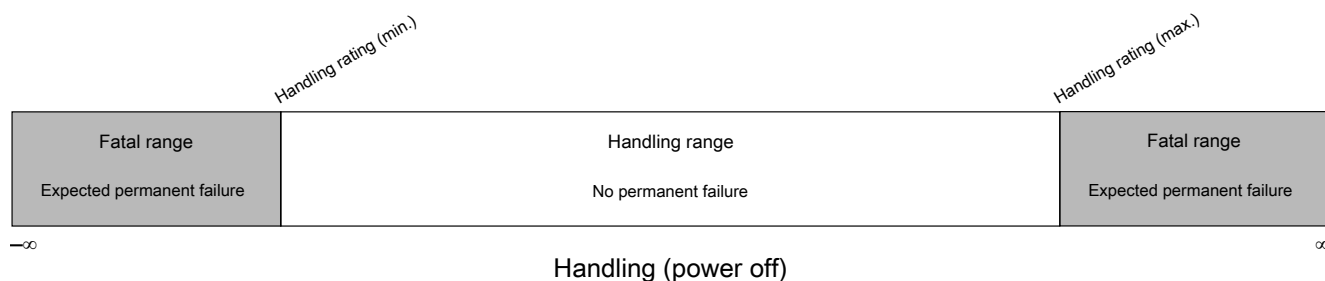 Handling rating (min.)
Handling rating (max.)
Fatal range
Handling range
Fatal range
Expected permanent failure
No permanent failure
Expected permanent failure
–∞
∞
Handling (power off)